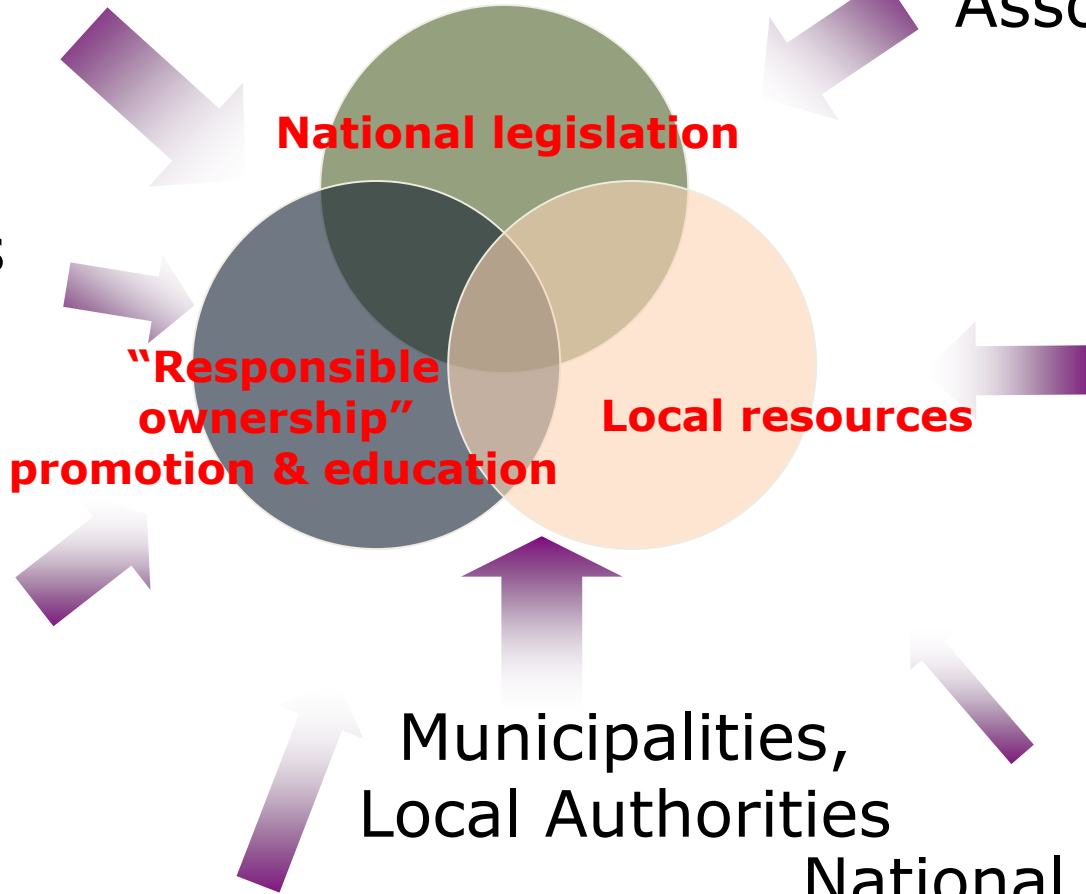 National legislation
“Responsible
ownership”
promotion & education
Local resources
Municipalities,
Local Authorities
National